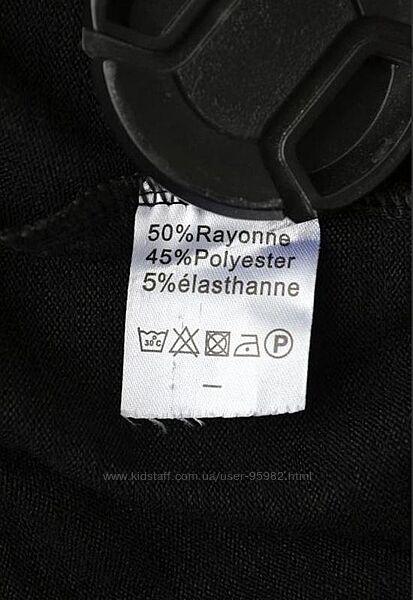 50%Rayonne
45%Polyester
5%élasthanne
30°C P
www.kidstaff.com.ua/user-95982.html